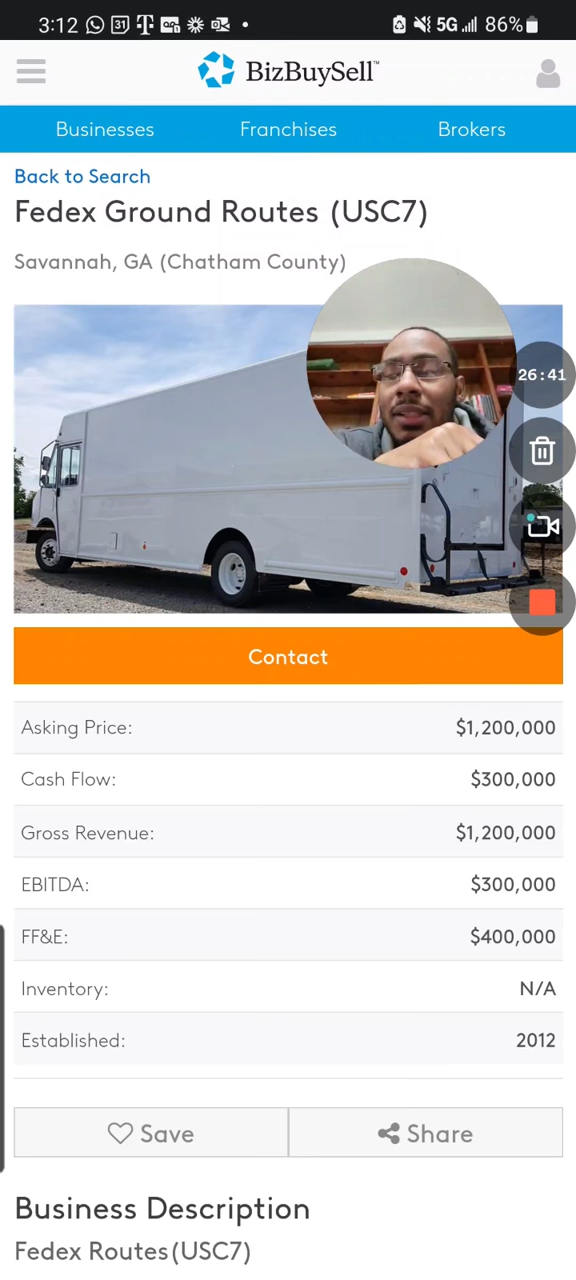 3:12 31 5G 86%
BizBuySell™
Businesses Franchises Brokers
Back to Search
Fedex Ground Routes (USC7)
Savannah, GA (Chatham County)
26:41
Contact
Asking Price: $1,200,000
Cash Flow: $300,000
Gross Revenue: $1,200,000
EBITDA: $300,000
FF&E: $400,000
Inventory: N/A
Established: 2012
Save Share
Business Description
Fedex Routes(USC7)